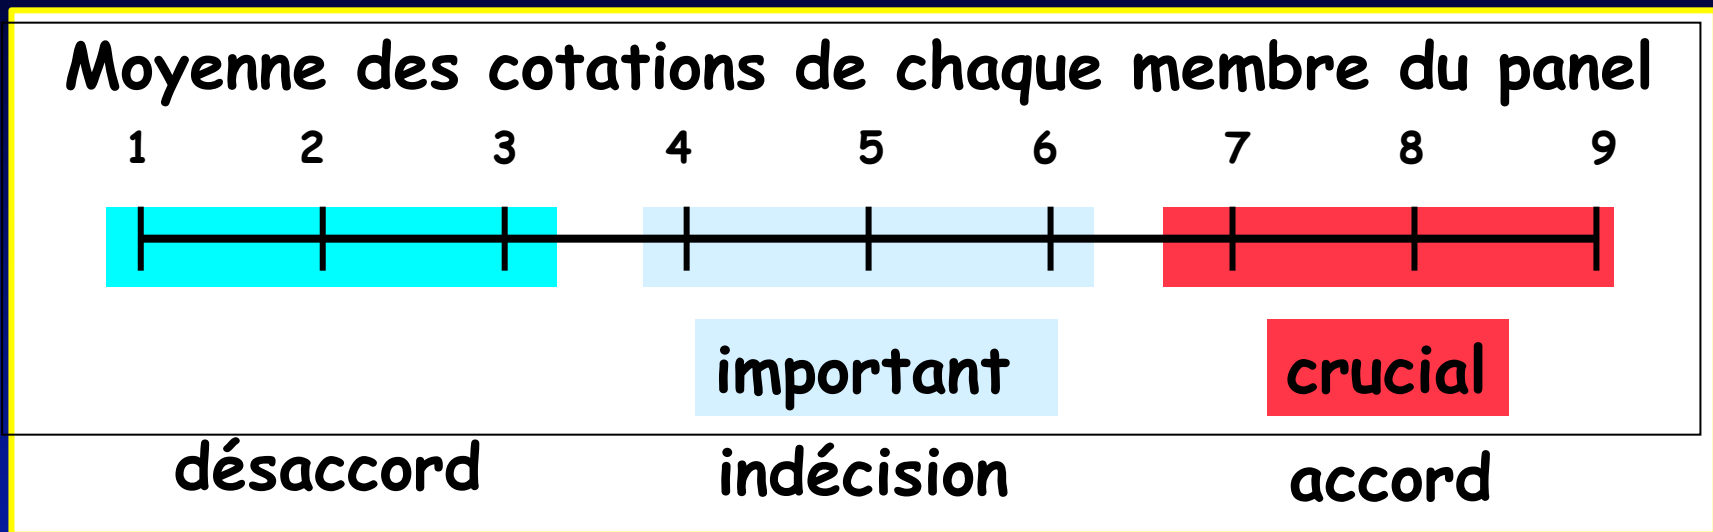 Moyenne des cotations de chaque membre du panel
1 2 3 4 5 6 7 8 9
important crucial
désaccord indécision accord